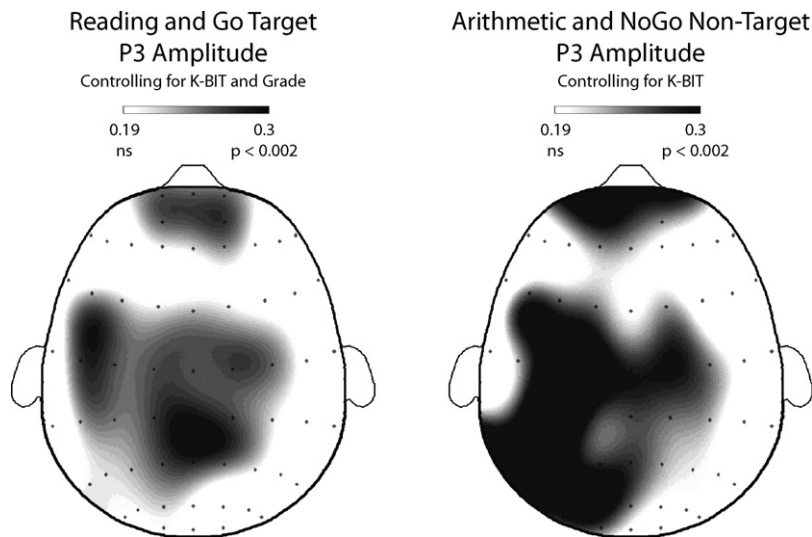 Reading and Go Target
P3 Amplitude
Controlling for K-BIT and Grade
0.19 0.3
ns p < 0.002
Arithmetic and NoGo Non-Target
P3 Amplitude
Controlling for K-BIT
0.19 0.3
ns p < 0.002